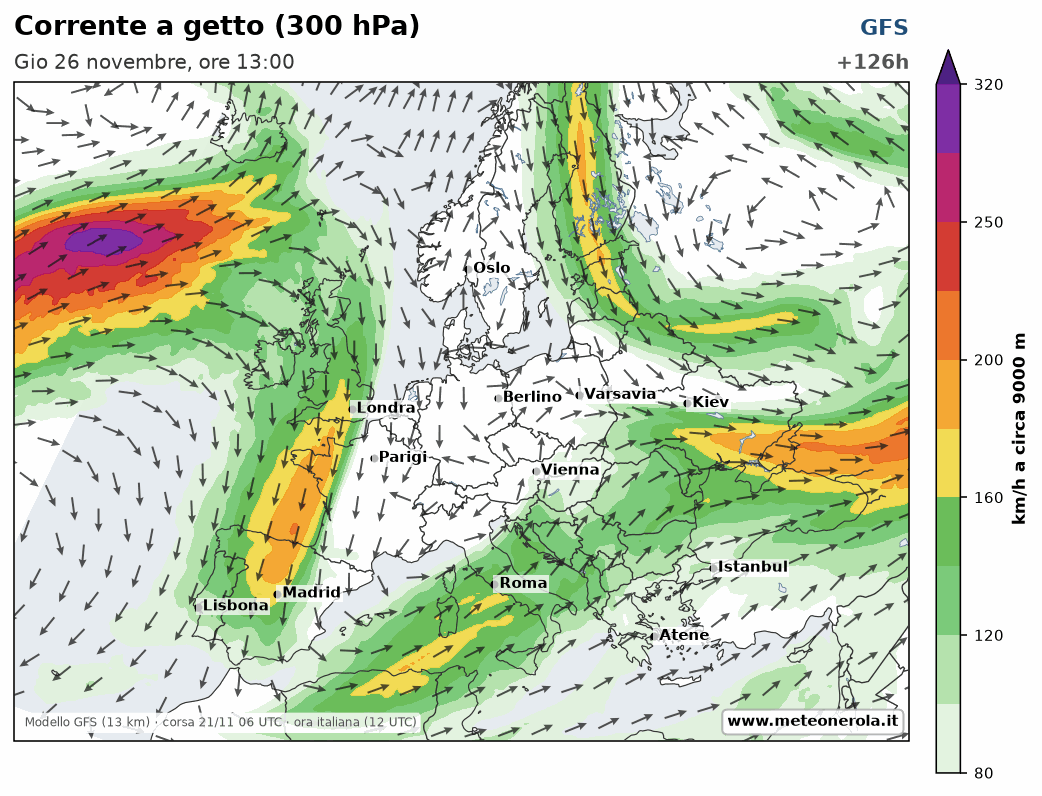 Corrente a getto (300 hPa)
GFS
Gio 26 novembre, ore 13:00
+126h
320
250
200
160
120
80
km/h a circa 9000 m
Oslo
Berlino
Varsavia
Kiev
Londra
Parigi
Vienna
Istanbul
Roma
Madrid
Lisbona
Atene
Modello GFS (13 km) · corsa 21/11 06 UTC · ora italiana (12 UTC)
www.meteonerola.it